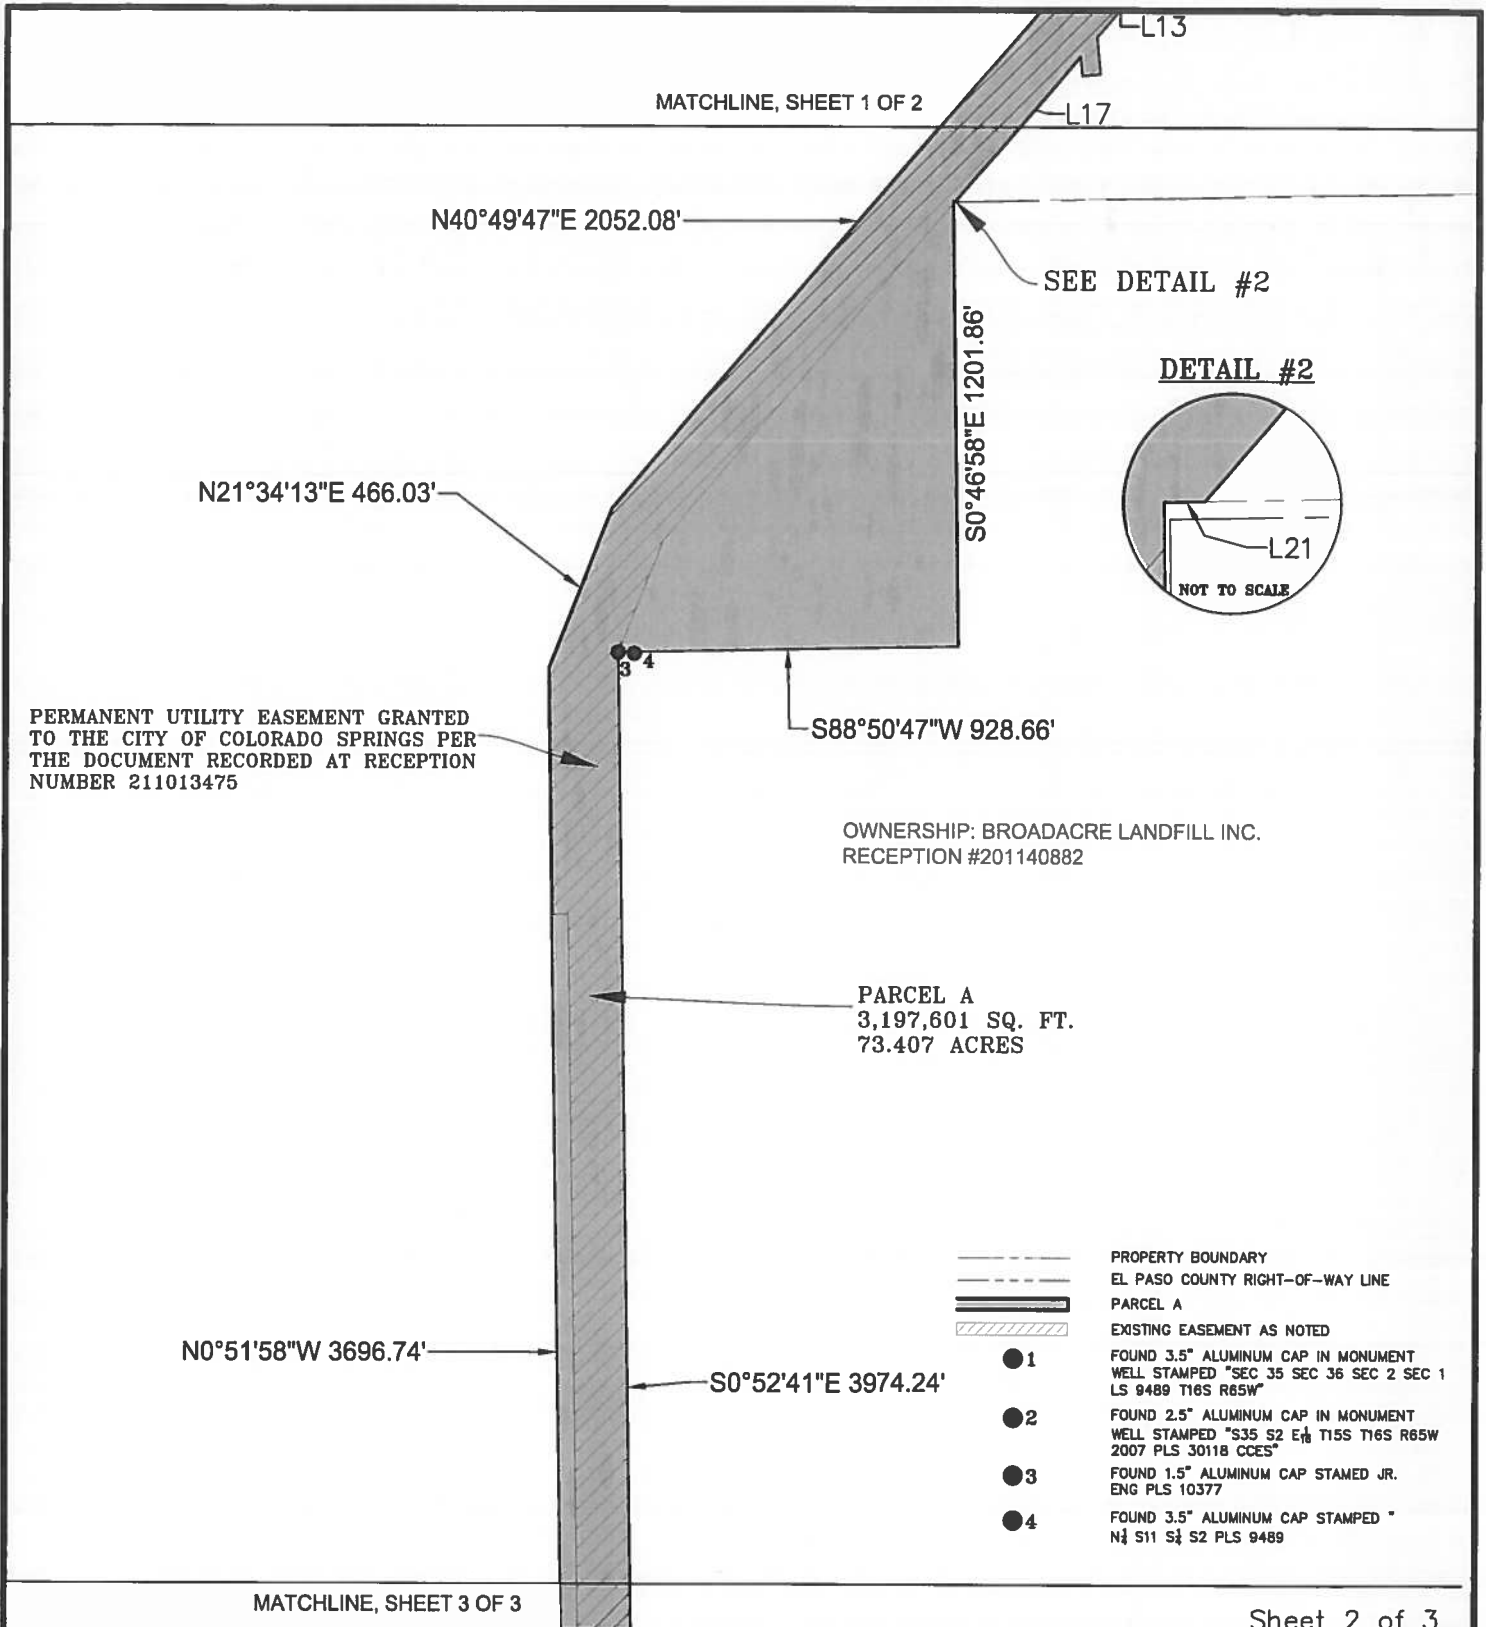 L13
MATCHLINE, SHEET 1 OF 2
L17
N40°49'47"E 2052.08'
SEE DETAIL #2
S0°46'58"E 1201.86'
DETAIL #2
L21
NOT TO SCALE
N21°34'13"E 466.03'
3 4
S88°50'47"W 928.66'
PERMANENT UTILITY EASEMENT GRANTED
TO THE CITY OF COLORADO SPRINGS PER
THE DOCUMENT RECORDED AT RECEPTION
NUMBER 211013475
OWNERSHIP: BROADACRE LANDFILL INC.
RECEPTION #201140882
PARCEL A
3,197,601 SQ. FT.
73.407 ACRES
N0°51'58"W 3696.74'
S0°52'41"E 3974.24'
PROPERTY BOUNDARY
EL PASO COUNTY RIGHT-OF-WAY LINE
PARCEL A
EXISTING EASEMENT AS NOTED
1 FOUND 3.5" ALUMINUM CAP IN MONUMENT
WELL STAMPED "SEC 35 SEC 36 SEC 2 SEC 1
LS 9489 T16S R65W"
2 FOUND 2.5" ALUMINUM CAP IN MONUMENT
WELL STAMPED "S35 S2 E1/16 T15S T16S R65W
2007 PLS 30118 CCES"
3 FOUND 1.5" ALUMINUM CAP STAMED JR.
ENG PLS 10377
4 FOUND 3.5" ALUMINUM CAP STAMPED "
N¼ S11 S¼ S2 PLS 9489
MATCHLINE, SHEET 3 OF 3
Sheet 2 of 3